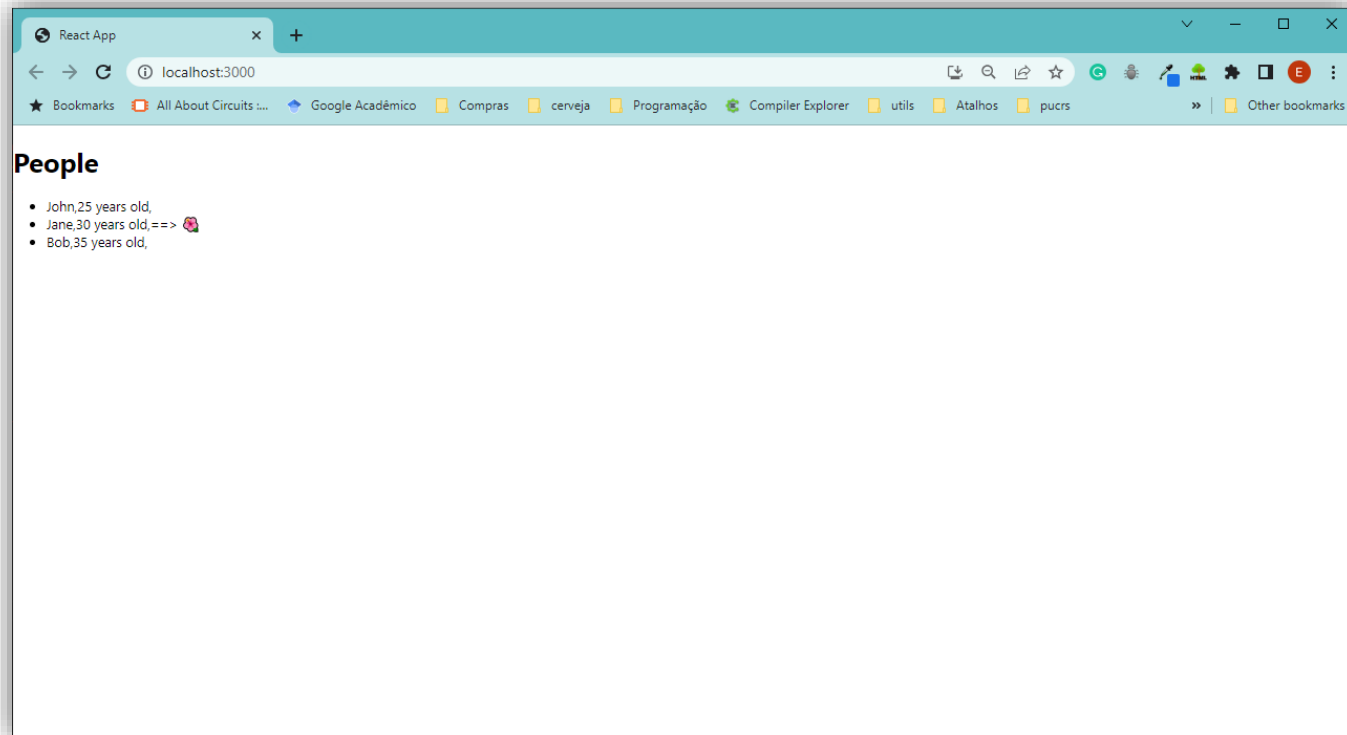 React App
localhost:3000
Bookmarks All About Circuits :... Google Acadêmico Compras cerveja Programação Compiler Explorer utils Atalhos pucrs » Other bookmarks
People
• John,25 years old,
• Jane,30 years old,==> 🌺
• Bob,35 years old,